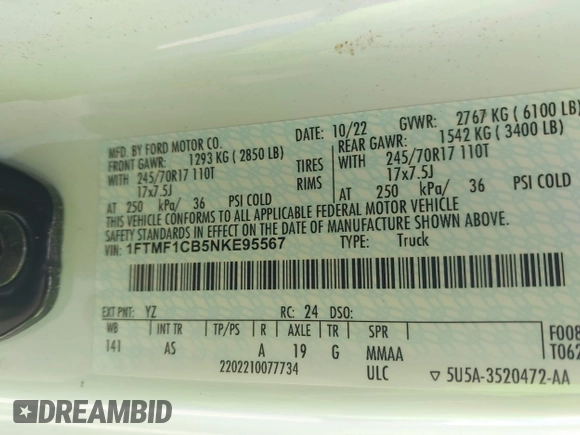 MFD. BY FORD MOTOR CO.
DATE: 10/22 GVWR: 2767 KG ( 6100 LB)
FRONT GAWR: 1293 KG ( 2850 LB)
REAR GAWR: 1542 KG ( 3400 LB)
WITH 245/70R17 110T TIRES WITH 245/70R17 110T
17x7.5J RIMS 17x7.5J
AT 250 kPa/ 36 PSI COLD AT 250 kPa/ 36 PSI COLD
THIS VEHICLE CONFORMS TO ALL APPLICABLE FEDERAL MOTOR VEHICLE
SAFETY STANDARDS IN EFFECT ON THE DATE OF MANUFACTURE SHOWN ABOVE.
VIN: 1FTMF1CB5NKE95567 TYPE: Truck
EXT PNT: YZ RC: 24 DSO:
WB INT TR TP/PS R AXLE TR SPR
141 AS A 19 G MMAA
2202210077734 ULC
F008
T062
▽ 5U5A-3520472-AA
DREAMBID